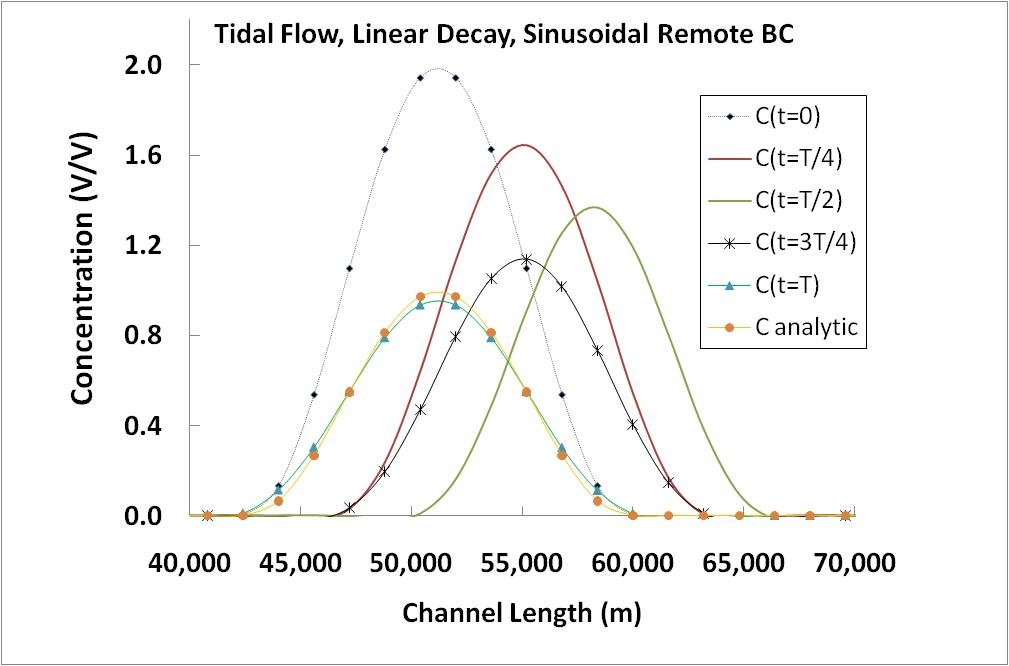 Tidal Flow, Linear Decay, Sinusoidal Remote BC
Concentration (V/V)
2.0
1.6
1.2
0.8
0.4
0.0
C(t=0)
C(t=T/4)
C(t=T/2)
C(t=3T/4)
C(t=T)
C analytic
40,000 45,000 50,000 55,000 60,000 65,000 70,000
Channel Length (m)